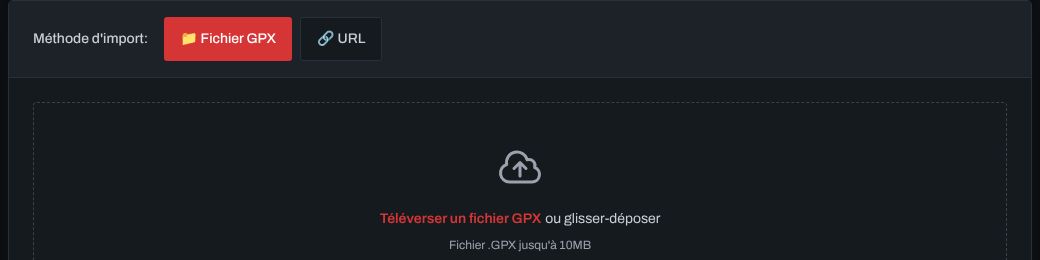 Méthode d'import: 📁 Fichier GPX 🔗 URL
Téléverser un fichier GPX ou glisser-déposer
Fichier .GPX jusqu'à 10MB